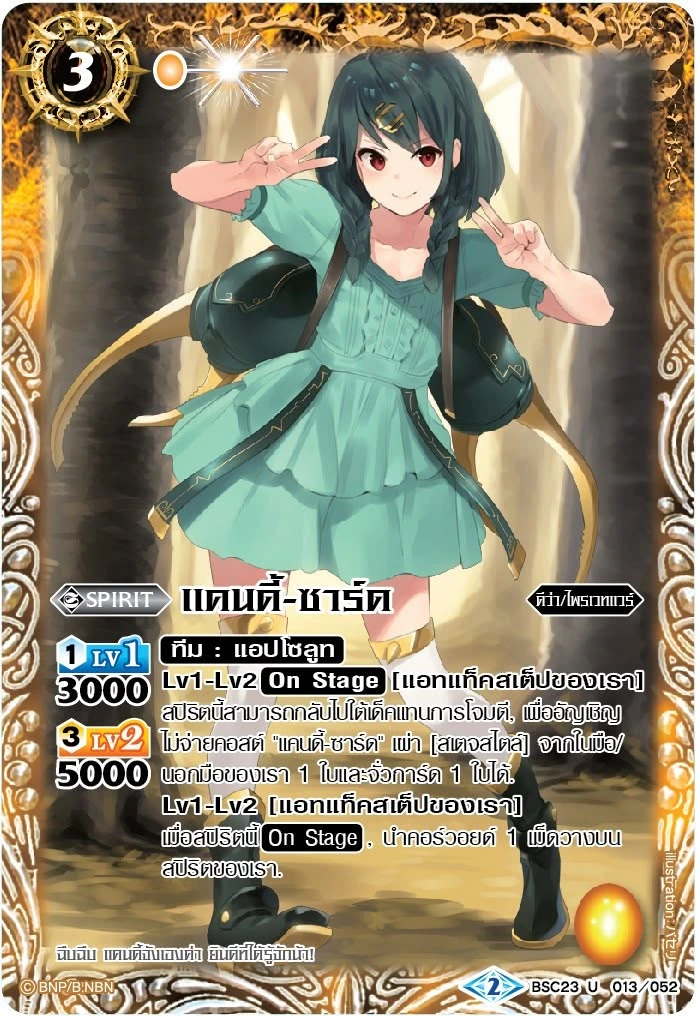 3
SPIRIT
แคนดี้-ซาร์ด
ดีว่า/ไพรเวทแวร์
1 LV1
3000
3 LV2
5000
ทีม : แอปโซลูท
Lv1-Lv2 On Stage [แอทแท็คสเต็ปของเรา]
สปิริตนี้สามารถกลับไปใต้เด็คแทนการโจมตี, เพื่ออัญเชิญ
ไม่จ่ายคอสต์ "แคนดี้-ซาร์ด" เผ่า [สเตจสไตล์] จากในมือ/
นอกมือของเรา 1 ใบและจั่วการ์ด 1 ใบได้.
Lv1-Lv2 [แอทแท็คสเต็ปของเรา]
เมื่อสปิริตนี้ On Stage , นำคอร์วอยด์ 1 เม็ดวางบน
สปิริตของเรา.
ฉึบฉึบ แคนดี้จังเองค่า ยินดีที่ได้รู้จักน้า!
illustration : パセリ
©BNP/B.NBN
2
BSC23 U 013/052